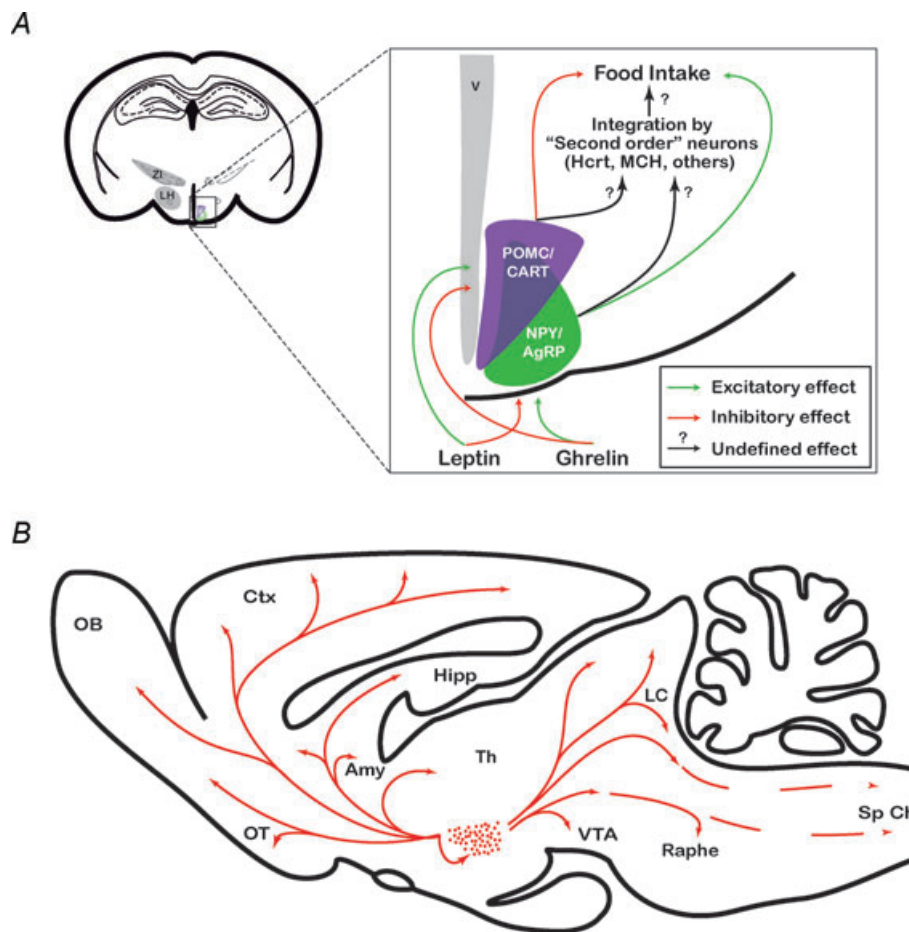 A
V
Food Intake
?
Integration by
"Second order" neurons
(Hcrt, MCH, others)
? ?
ZI
LH
POMC/
CART
NPY/
AgRP
Excitatory effect
Inhibitory effect
?
Undefined effect
Leptin Ghrelin
B
Ctx
OB
Hipp
LC
Amy
Th
Sp Ch
OT
VTA
Raphe